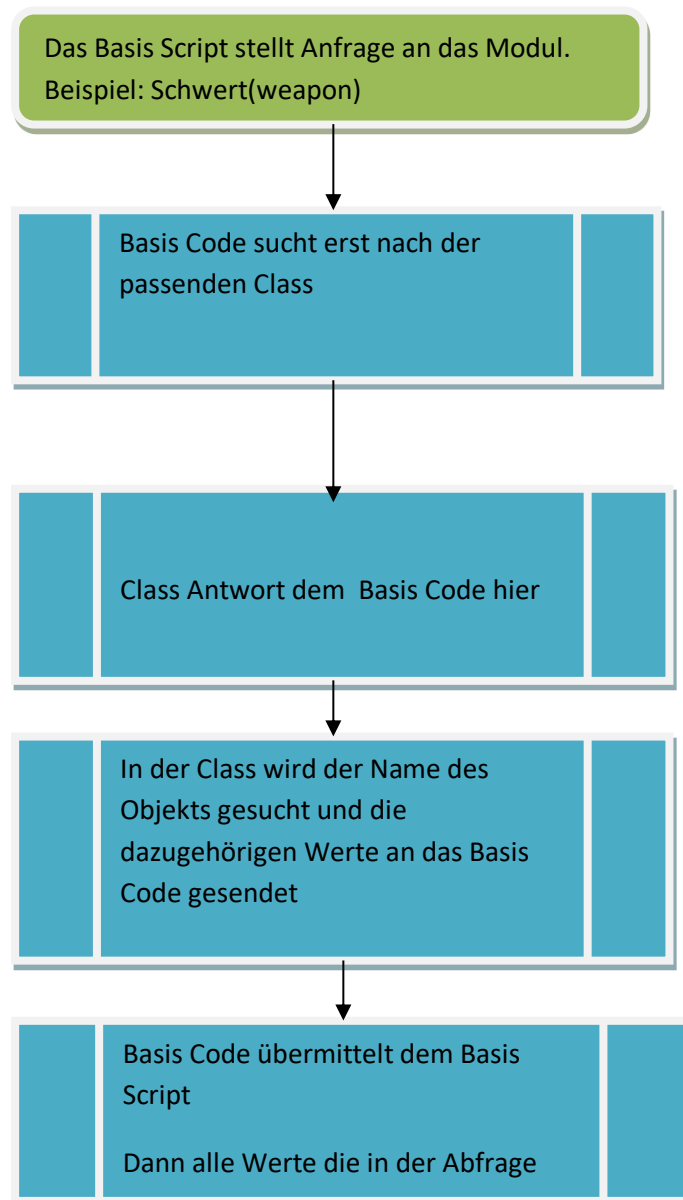 Das Basis Script stellt Anfrage an das Modul.
Beispiel: Schwert(weapon)
Basis Code sucht erst nach der
passenden Class
Class Antwort dem  Basis Code hier
In der Class wird der Name des
Objekts gesucht und die
dazugehörigen Werte an das Basis
Code gesendet
Basis Code übermittelt dem Basis
Script
Dann alle Werte die in der Abfrage